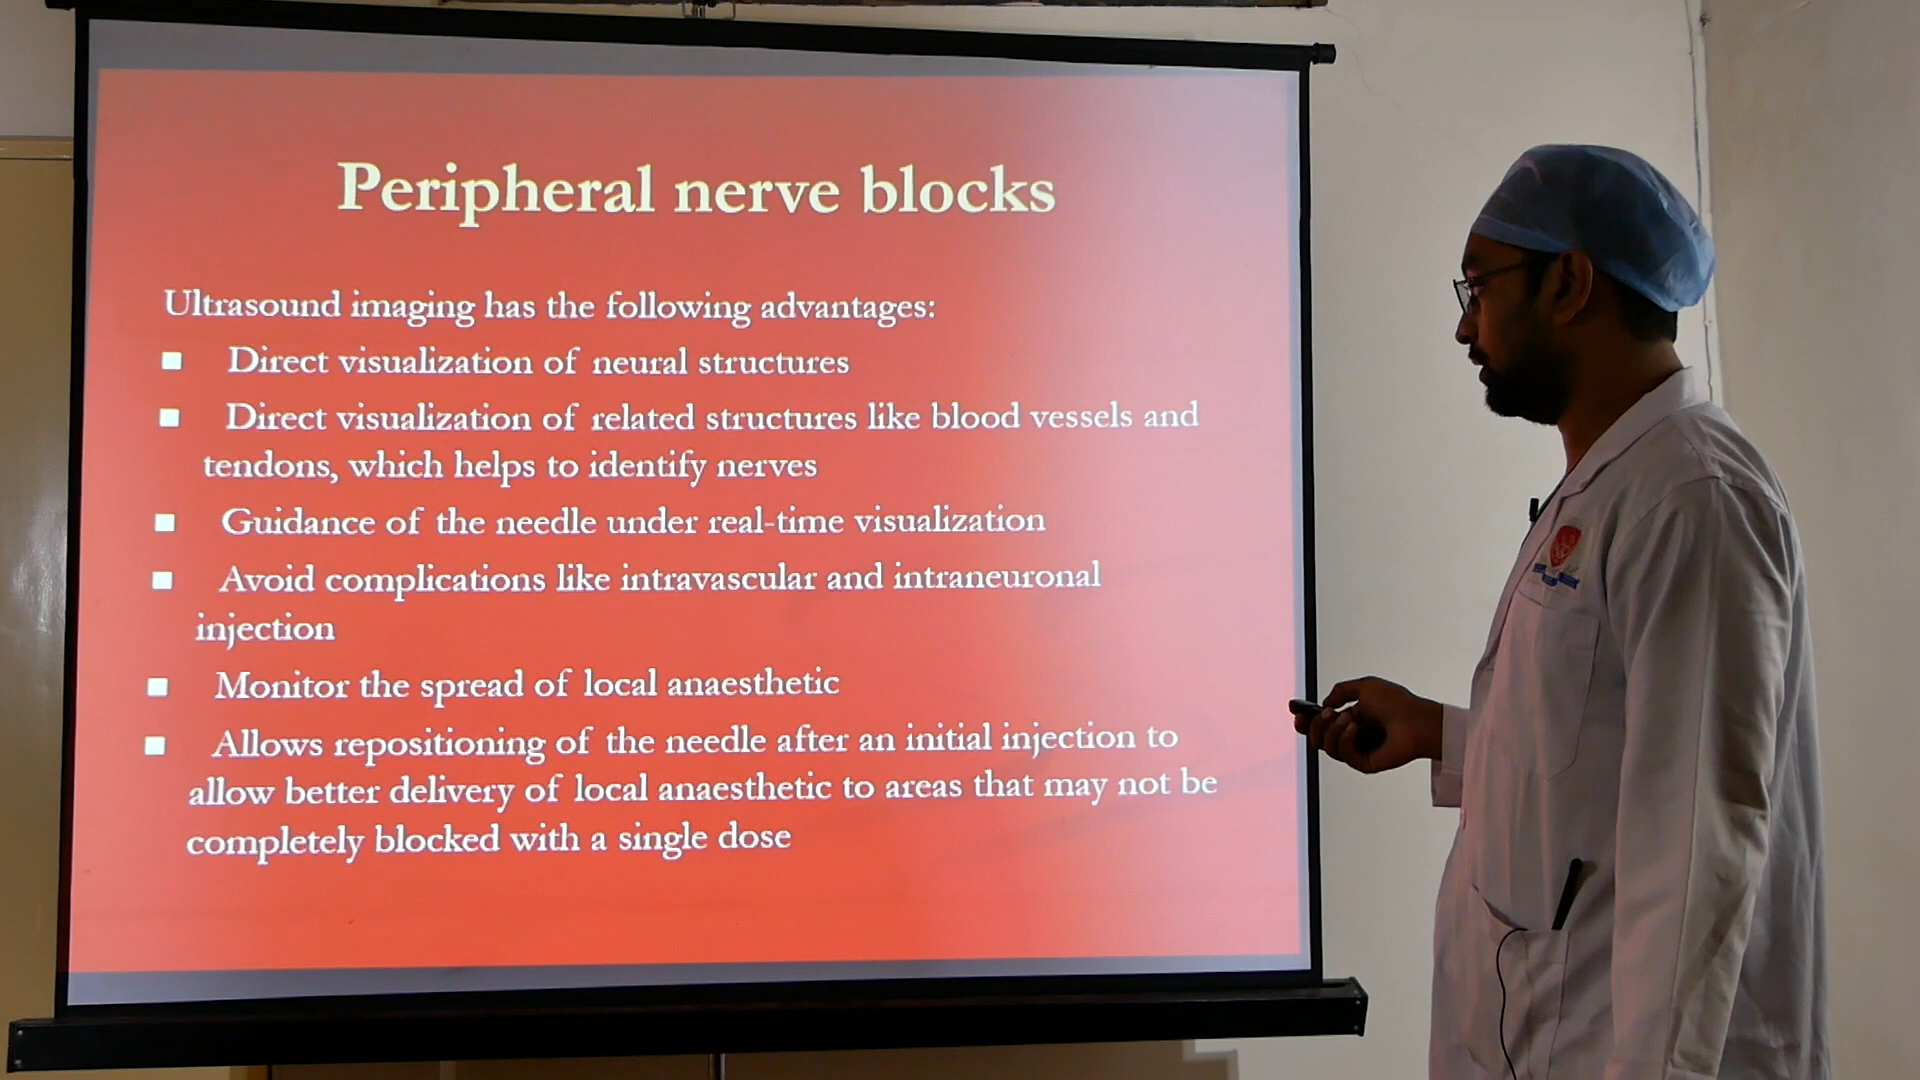 Peripheral nerve blocks
Ultrasound imaging has the following advantages:
■ Direct visualization of neural structures
■ Direct visualization of related structures like blood vessels and
tendons, which helps to identify nerves
■ Guidance of the needle under real-time visualization
■ Avoid complications like intravascular and intraneuronal
injection
■ Monitor the spread of local anaesthetic
■ Allows repositioning of the needle after an initial injection to
allow better delivery of local anaesthetic to areas that may not be
completely blocked with a single dose